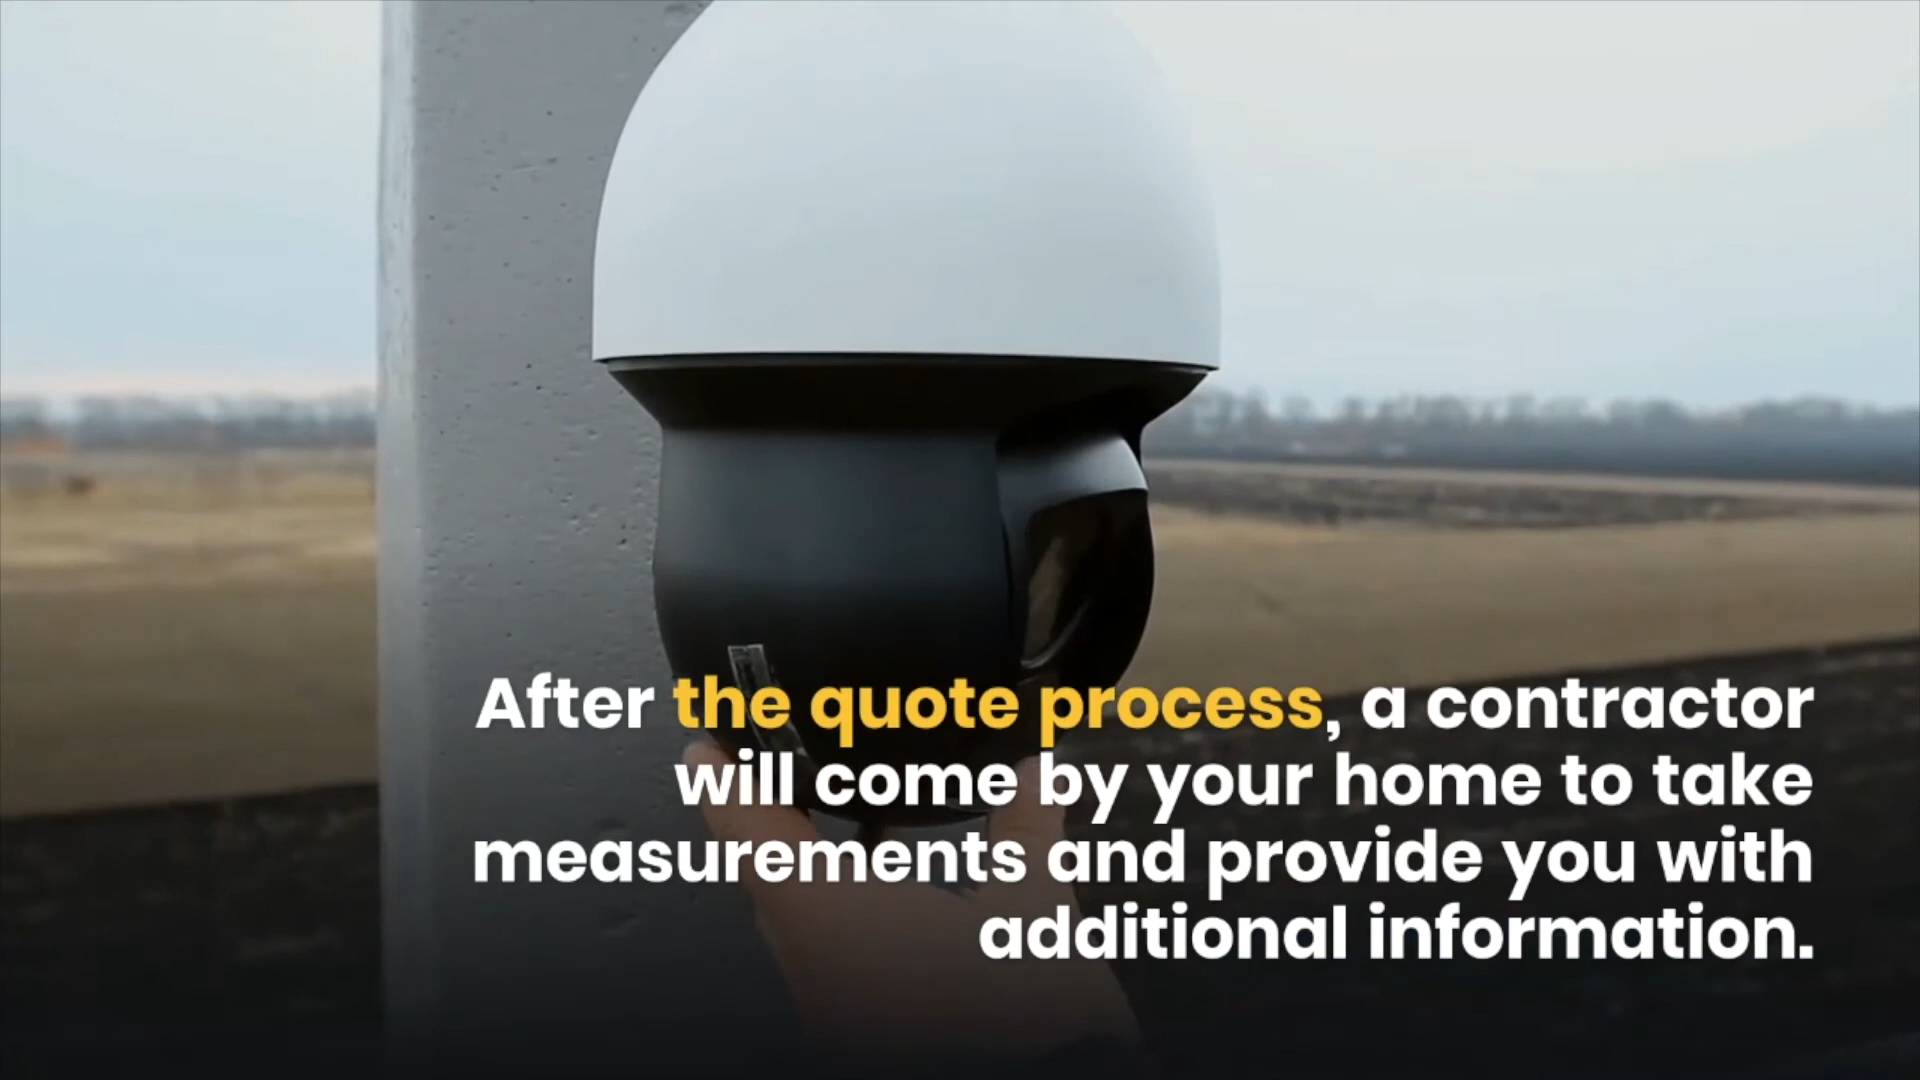 After the quote process, a contractor
will come by your home to take
measurements and provide you with
additional information.